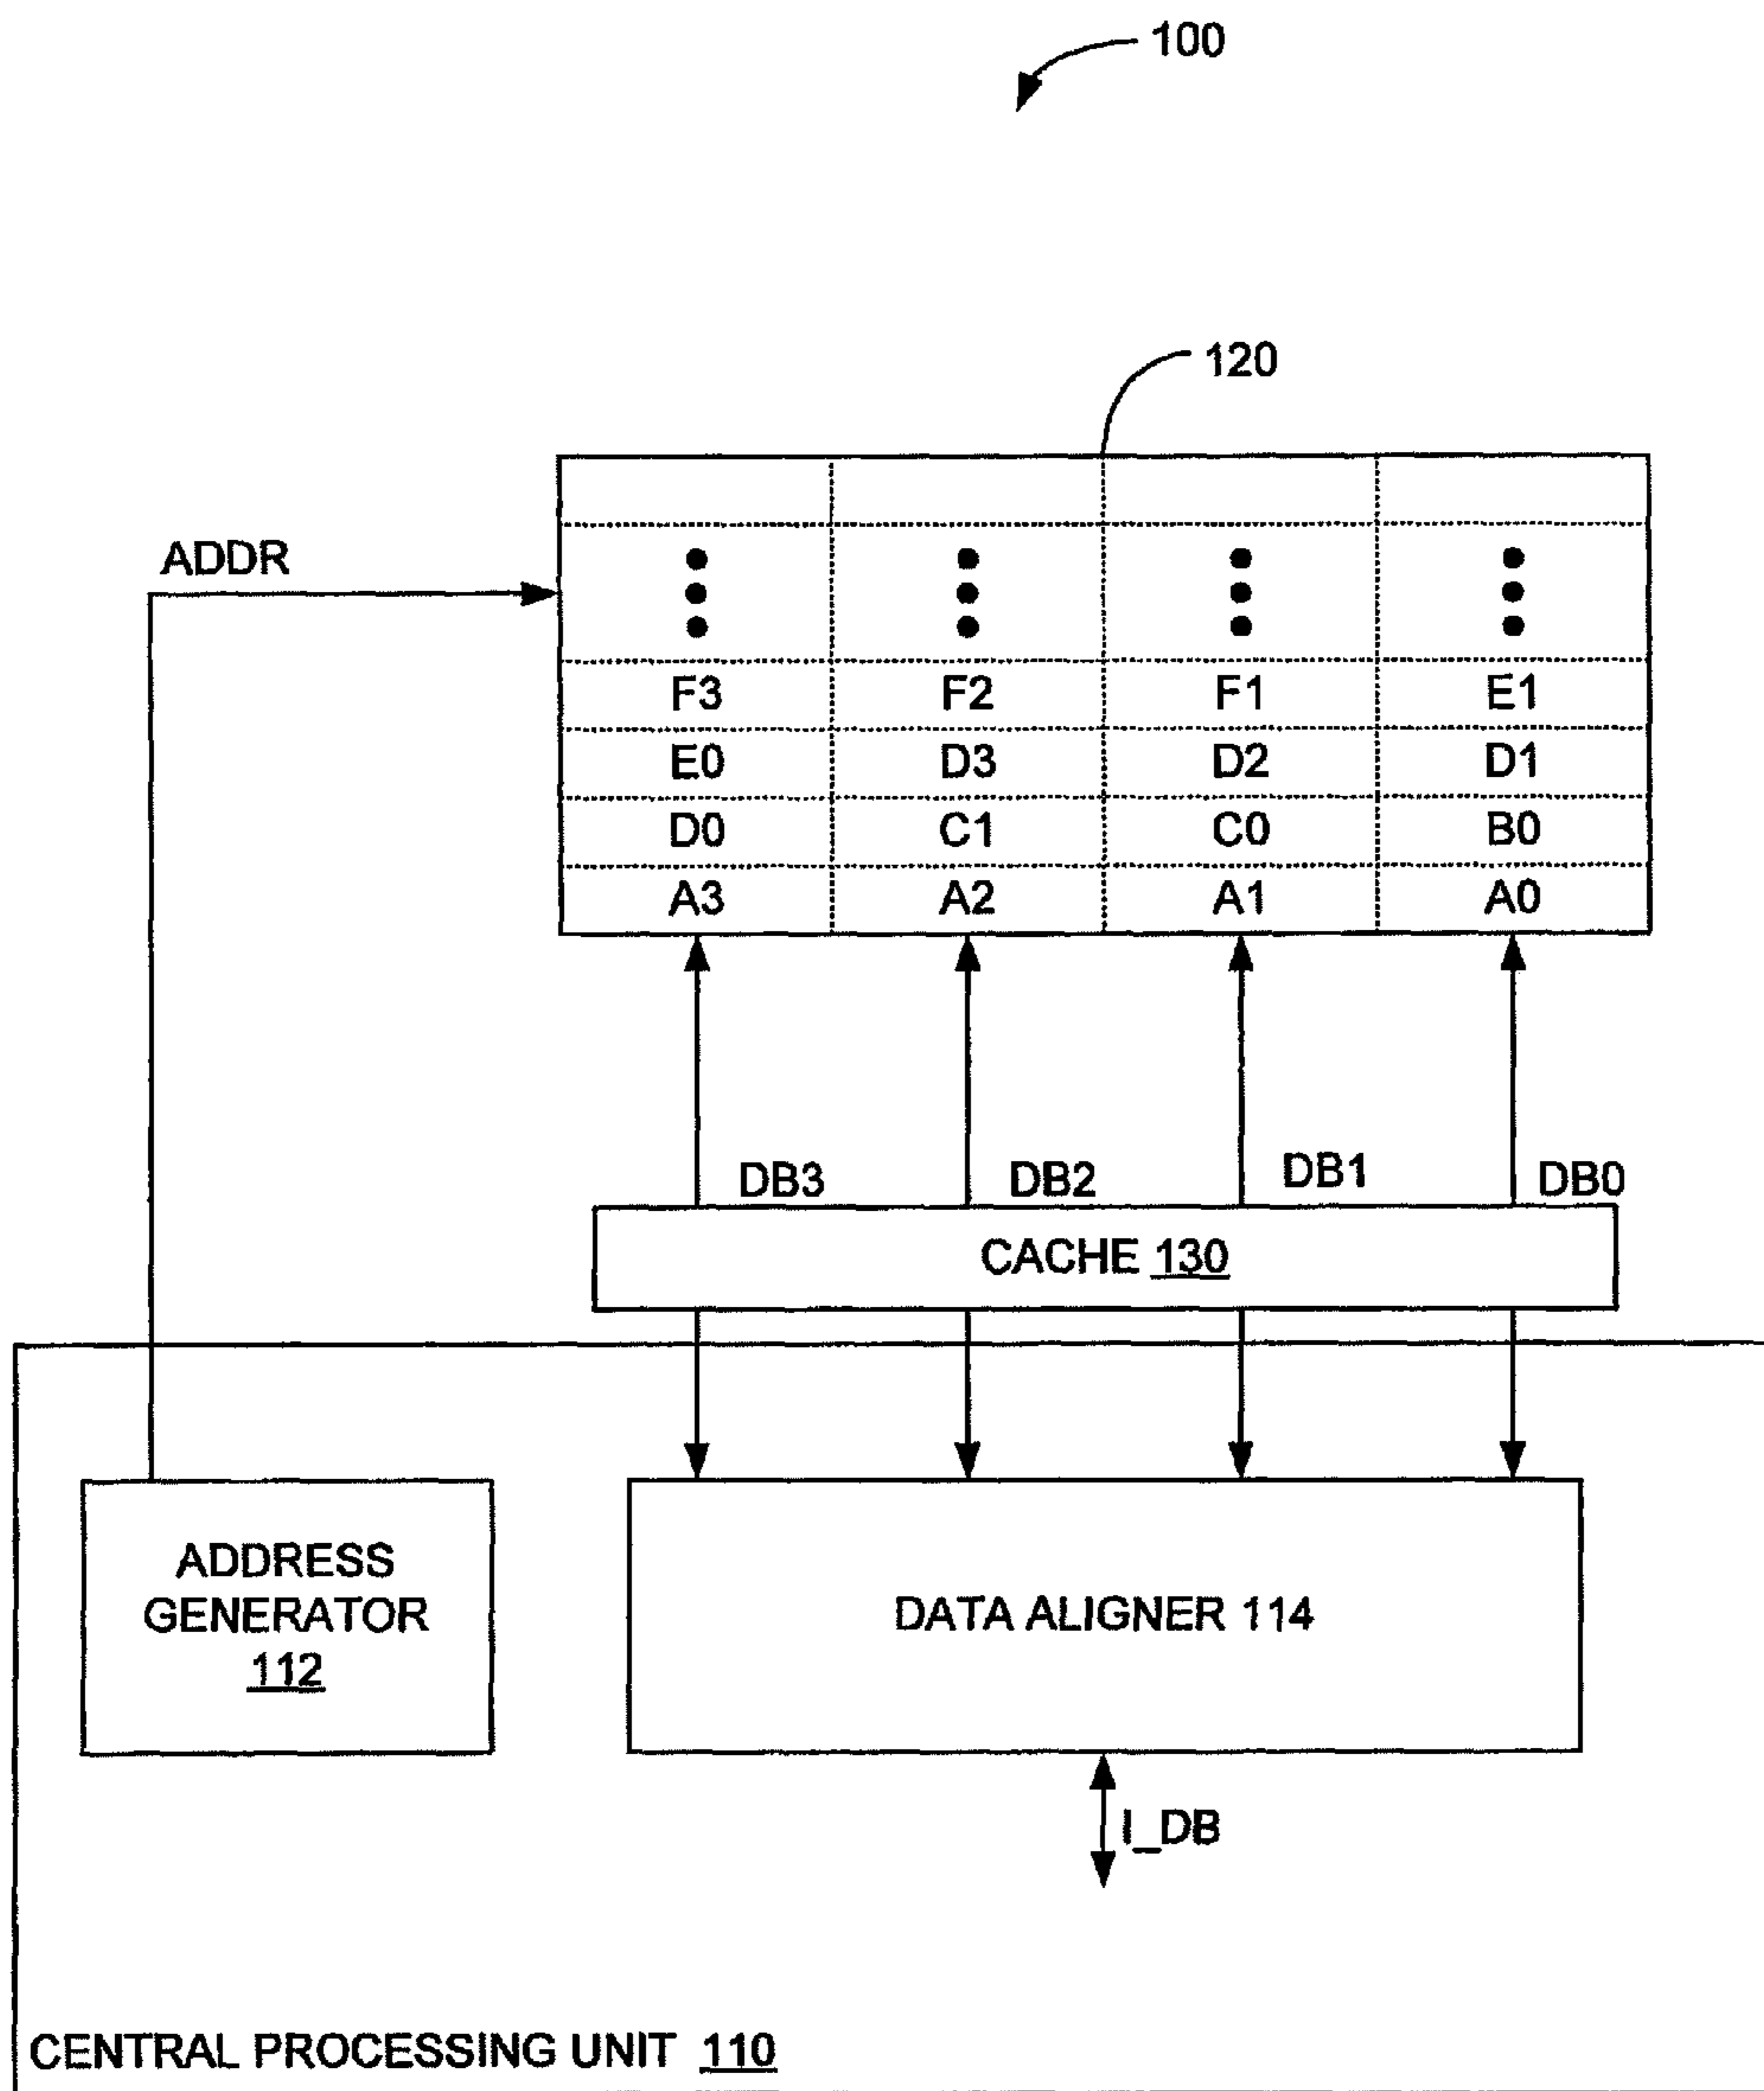 100
120
ADDR
F3 F2 F1 E1
E0 D3 D2 D1
D0 C1 C0 B0
A3 A2 A1 A0
DB3 DB2 DB1 DB0
CACHE 130
ADDRESS
GENERATOR
112
DATA ALIGNER 114
I_DB
CENTRAL PROCESSING UNIT 110